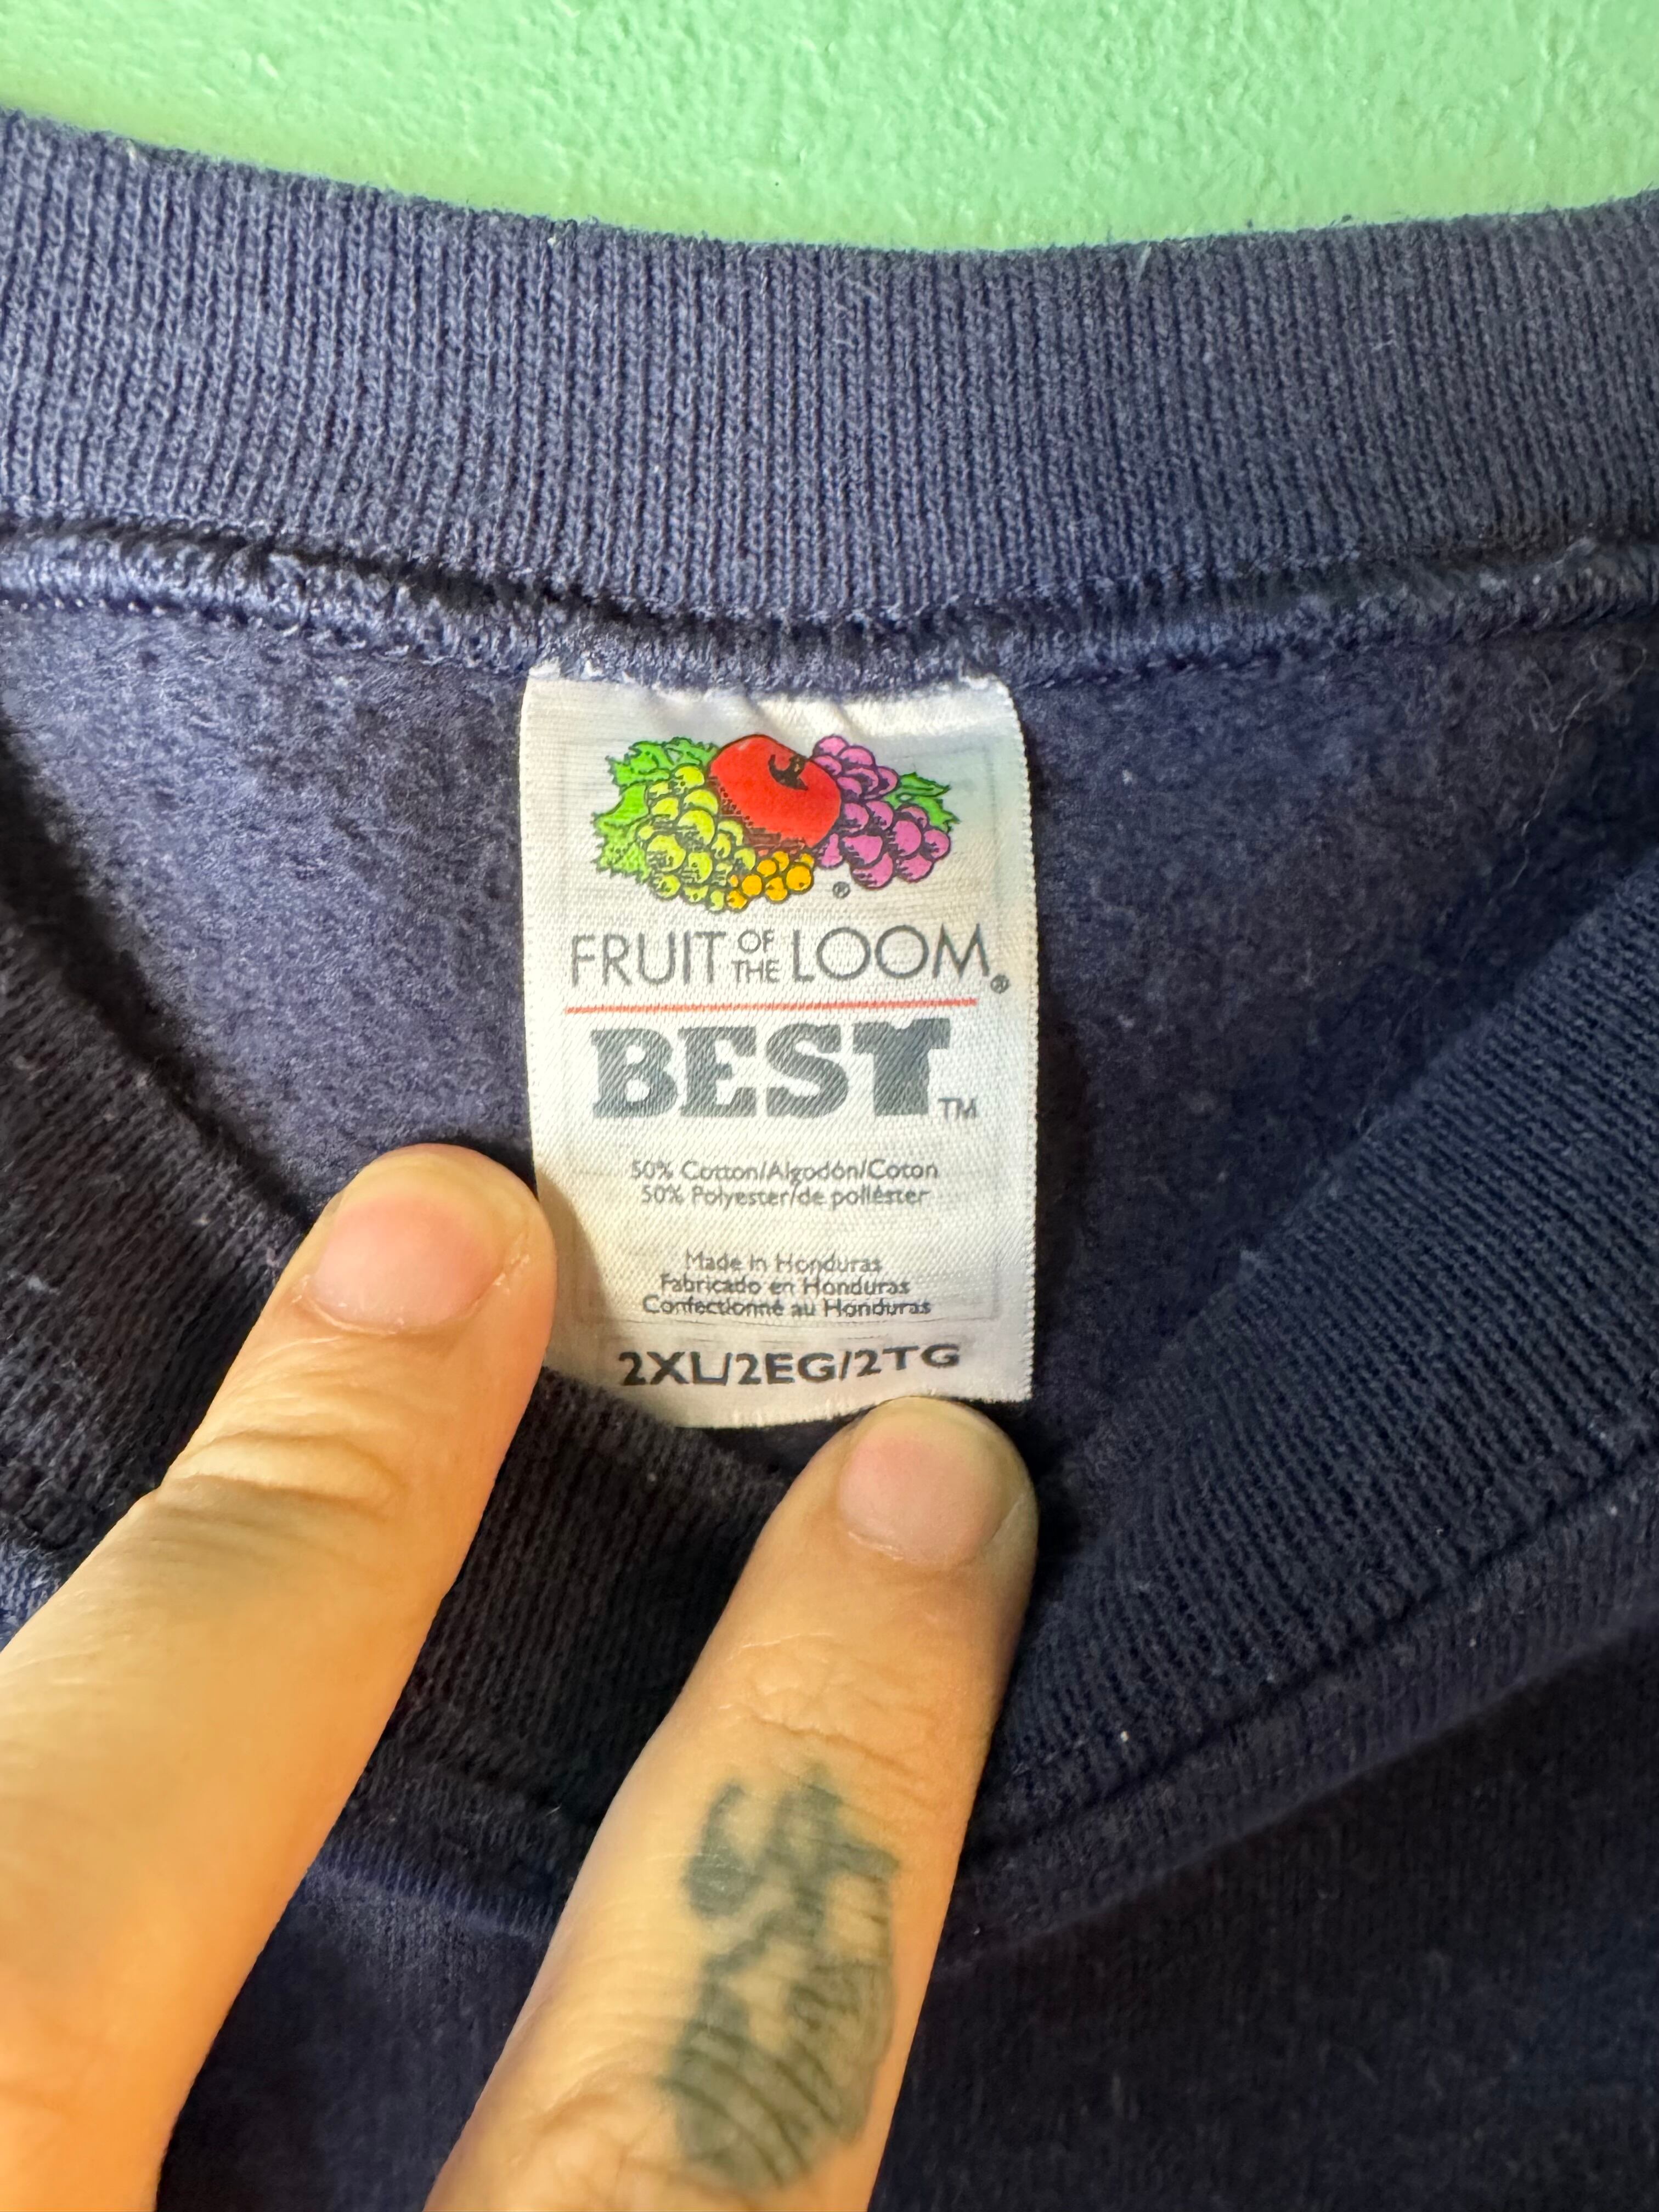 ®
FRUIT OF THE LOOM®
BEST™
50% Cotton/Algodón/Coton
50% Polyester/de poliéster
Made in Honduras
Fabricado en Honduras
Confectionné au Honduras
2XL/2EG/2TG